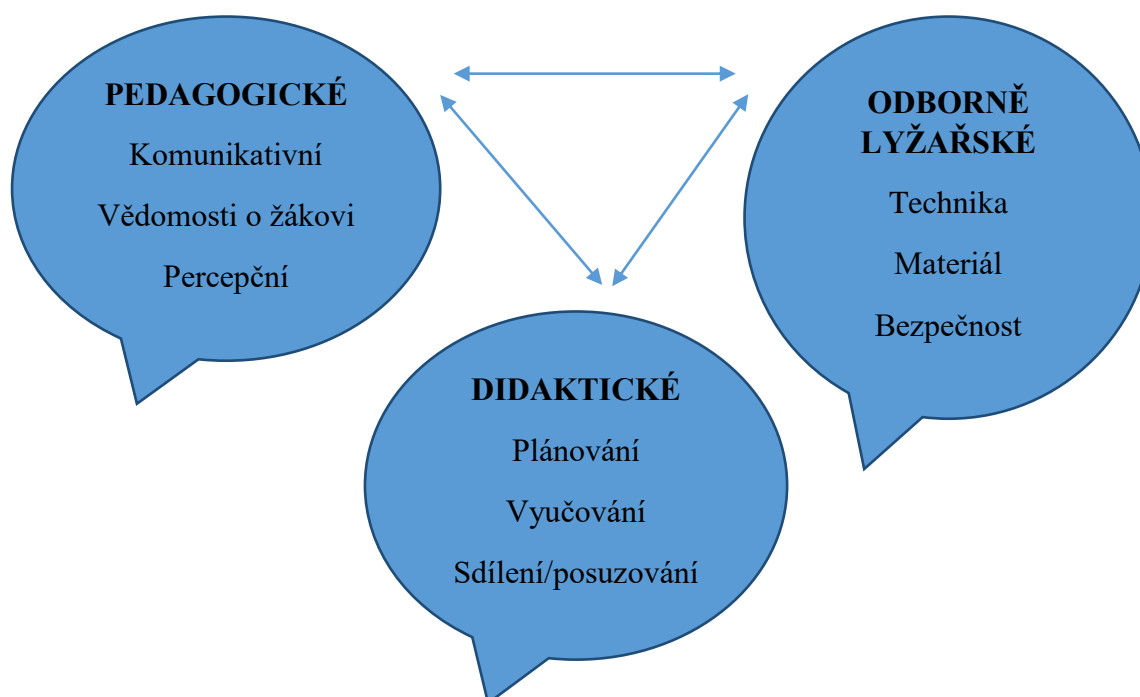 PEDAGOGICKÉ
Komunikativní
Vědomosti o žákovi
Percepční
ODBORNĚ
LYŽAŘSKÉ
Technika
Materiál
Bezpečnost
DIDAKTICKÉ
Plánování
Vyučování
Sdílení/posuzování